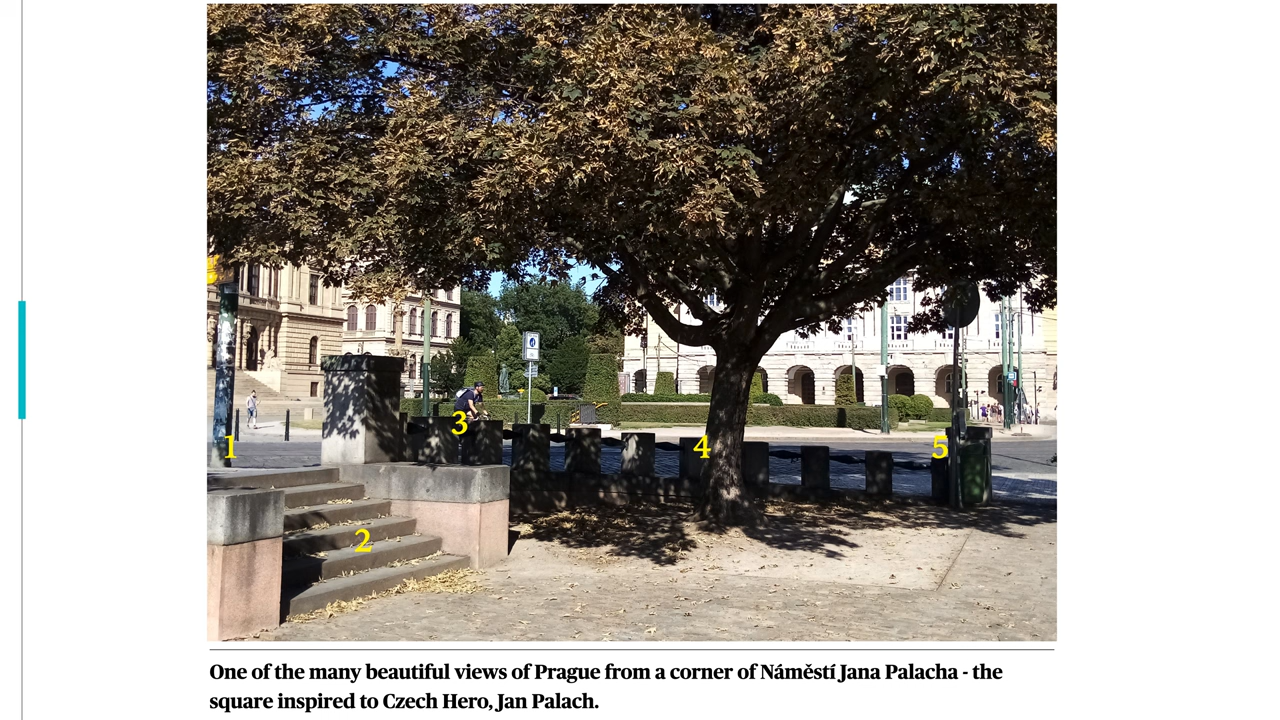 1
2
3
4
5
One of the many beautiful views of Prague from a corner of Náměstí Jana Palacha - the
square inspired to Czech Hero, Jan Palach.